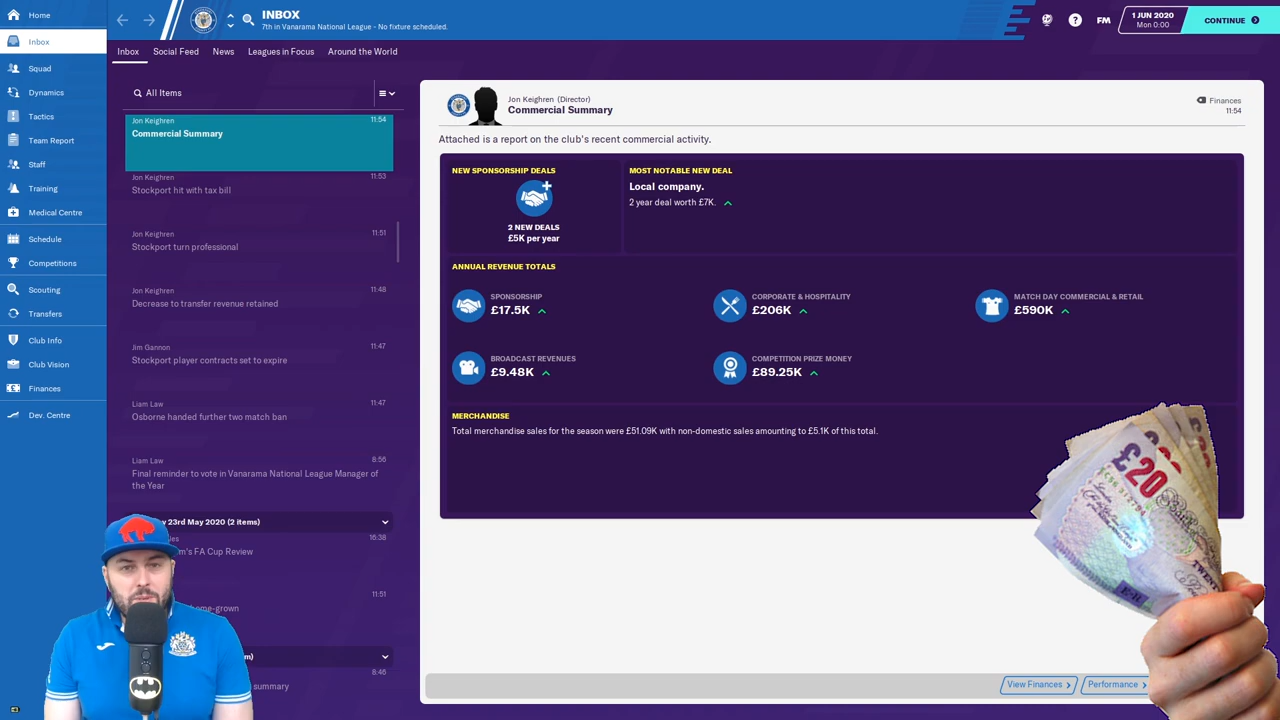 Home
Inbox
Squad
Dynamics
Tactics
Team Report
Staff
Training
Medical Centre
Schedule
Competitions
Scouting
Transfers
Club Info
Club Vision
Finances
Dev. Centre
INBOX
7th in Vanarama National League - No fixture scheduled.
?
FM
1 JUN 2020
Mon 0:00
CONTINUE
Inbox
Social Feed
News
Leagues in Focus
Around the World
All Items
Jon Keighren 11:54
Commercial Summary
Jon Keighren 11:53
Stockport hit with tax bill
Jon Keighren 11:51
Stockport turn professional
Jon Keighren 11:48
Decrease to transfer revenue retained
Jim Gannon 11:47
Stockport player contracts set to expire
Liam Law 11:47
Osborne handed further two match ban
Liam Law 8:56
Final reminder to vote in Vanarama National League Manager of
the Year
23rd May 2020 (2 items)
16:38
FA Cup Review
11:51
8:46
summary
Jon Keighren (Director)
Commercial Summary
Finances
11:54
Attached is a report on the club's recent commercial activity.
NEW SPONSORSHIP DEALS
2 NEW DEALS
£5K per year
MOST NOTABLE NEW DEAL
Local company.
2 year deal worth £7K.
ANNUAL REVENUE TOTALS
SPONSORSHIP
£17.5K
CORPORATE & HOSPITALITY
£206K
MATCH DAY COMMERCIAL & RETAIL
£590K
BROADCAST REVENUES
£9.48K
COMPETITION PRIZE MONEY
£89.25K
MERCHANDISE
Total merchandise sales for the season were £51.09K with non-domestic sales amounting to £5.1K of this total.
£20
View Finances
Performance